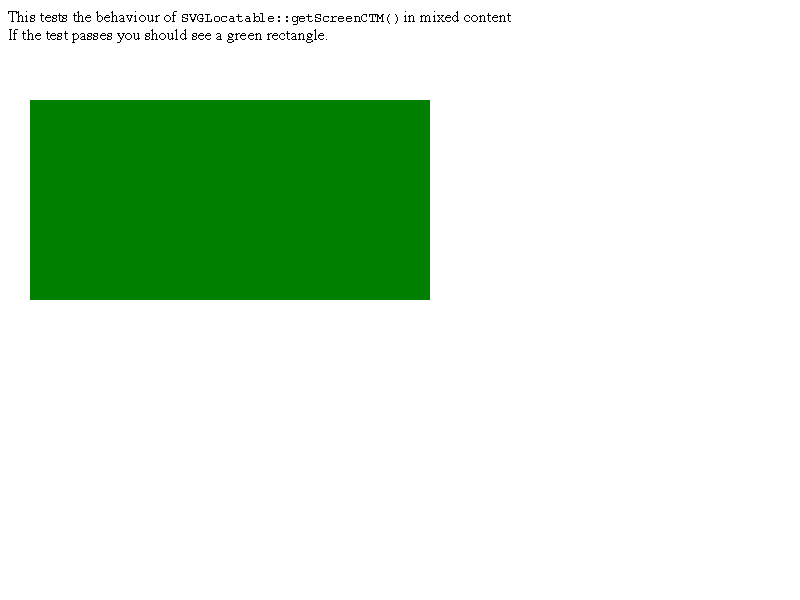 This tests the behaviour of SVGLocatable::getScreenCTM() in mixed content
If the test passes you should see a green rectangle.